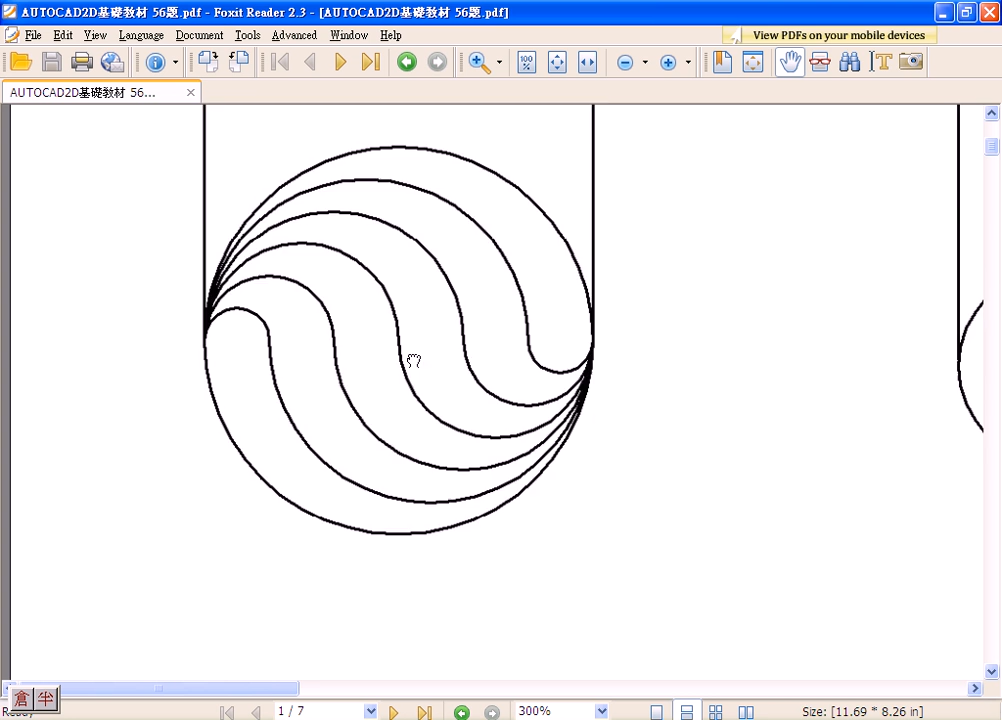 AUTOCAD2D基礎教材 56題.pdf - Foxit Reader 2.3 - [AUTOCAD2D基礎教材 56題.pdf]
File Edit View Language Document Tools Advanced Window Help
View PDFs on your mobile devices
AUTOCAD2D基礎教材 56...
倉 半
1 / 7
300%
Size: [11.69 * 8.26 in]